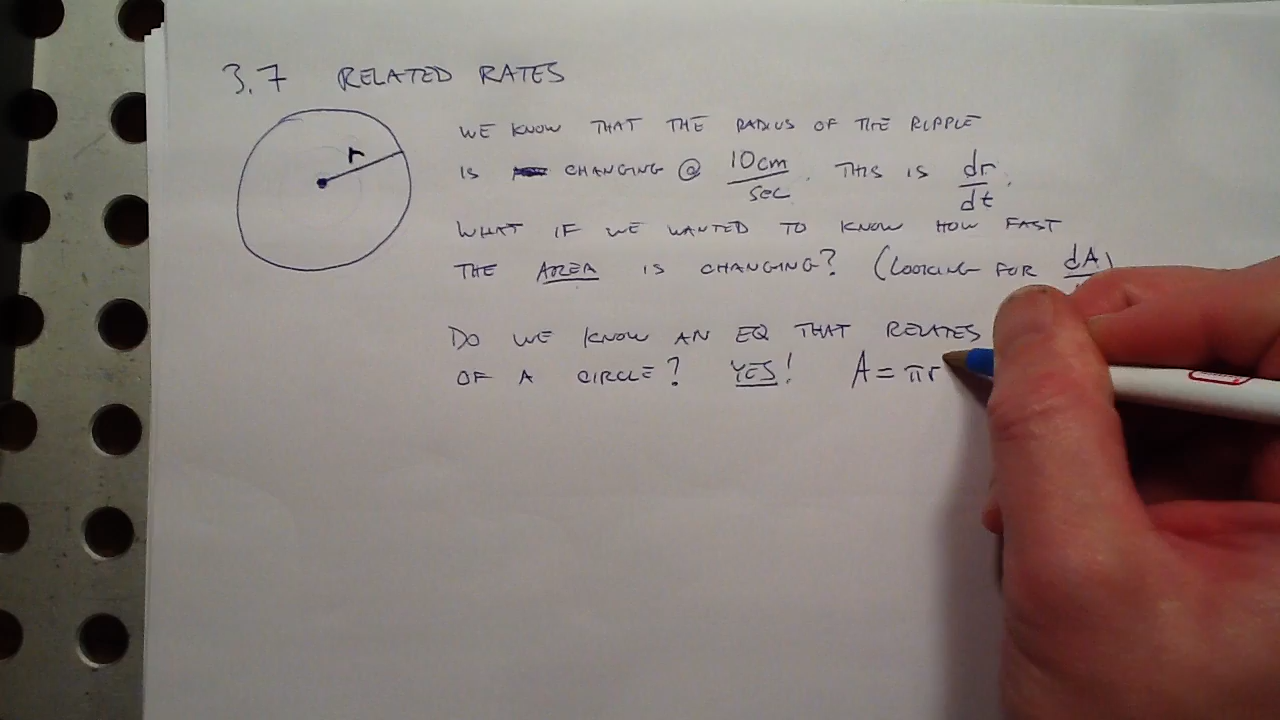 3.7 RELATED RATES
r
WE KNOW THAT THE RADIUS OF THE RIPPLE
IS CHANGING @ 10cm/sec. THIS IS dr/dt.
WHAT IF WE WANTED TO KNOW HOW FAST
THE AREA IS CHANGING? (LOOKING FOR dA
DO WE KNOW AN EQ THAT RELATES
OF A CIRCLE? YES! A = πr